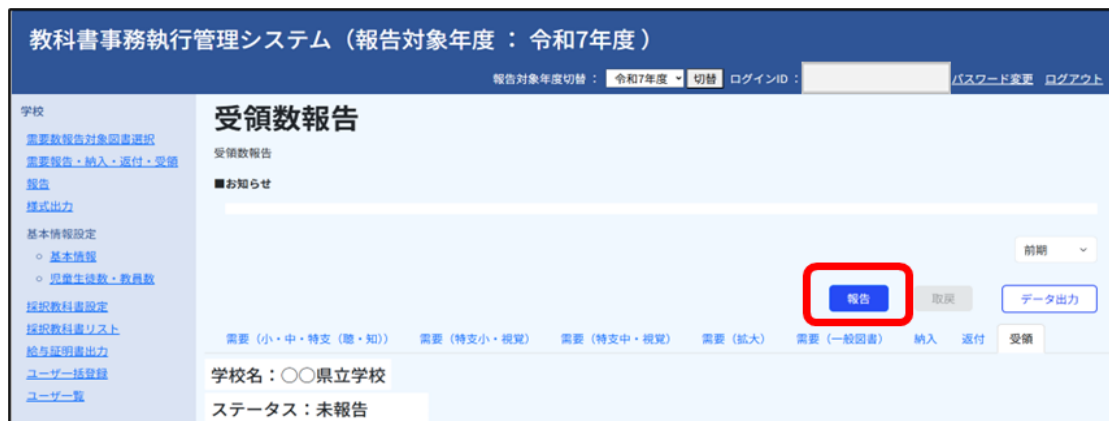 教科書事務執行管理システム（報告対象年度 ： 令和7年度 ）
報告対象年度切替 ： 令和7年度 切替 ログインID ： パスワード変更 ログアウト
学校
需要数報告対象図書選択
需要報告・納入・返付・受領
報告
様式出力
基本情報設定
基本情報
児童生徒数・教員数
採択教科書設定
採択教科書リスト
給与証明書出力
ユーザー括登録
ユーザ一覧
受領数報告
受領数報告
■お知らせ
前期
報告 取戻 データ出力
需要（小・中・特支（聴・知）） 需要（特支小・視覚） 需要（特支中・視覚） 需要（拡大） 需要（一般図書） 納入 返付 受領
学校名：○○県立学校
ステータス：未報告